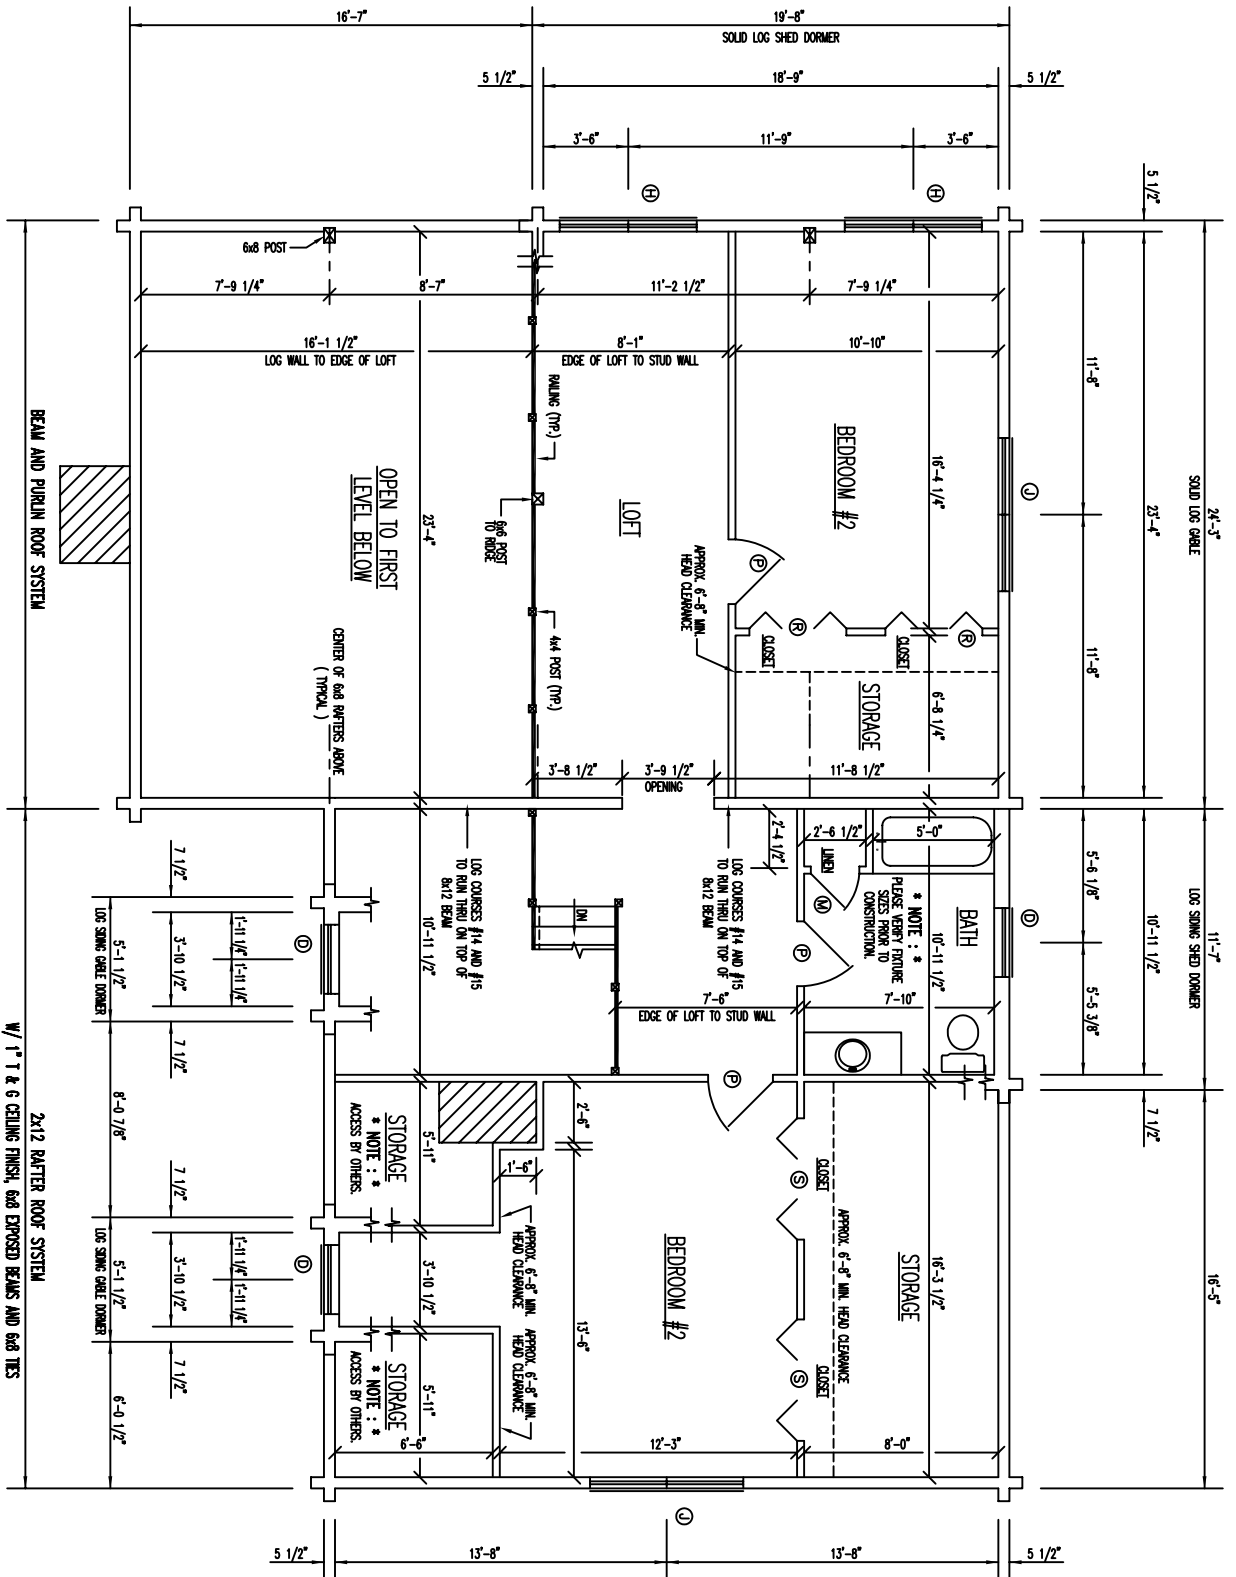 16'-7"
19'-8"
SOLID LOG SHED DORMER
5 1/2"
18'-9"
5 1/2"
3'-6"
11'-9"
3'-6"
H
H
5 1/2"
6x8 POST
7'-9 1/4"
8'-7"
11'-2 1/2"
7'-9 1/4"
16'-1 1/2"
LOG WALL TO EDGE OF LOFT
8'-1"
EDGE OF LOFT TO STUD WALL
10'-10"
11'-8"
23'-4"
24'-3"
SOLID LOG GABLE
J
11'-8"
RAILING (TYP.)
BEDROOM #2
16'-4 1/4"
LOFT
OPEN TO FIRST
LEVEL BELOW
23'-4"
6x6 POST
TO RIDGE
BEAM AND PURLIN ROOF SYSTEM
P
APPROX. 6'-8" MIN.
HEAD CLEARANCE
R
R
CLOSET
CLOSET
STORAGE
6'-8 1/4"
4x4 POST (TYP.)
CENTER OF 6x8 RAFTERS ABOVE
( TYPICAL )
3'-8 1/2"
3'-9 1/2"
OPENING
11'-8 1/2"
2'-4 1/2"
2'-6 1/2"
5'-0"
LINEN
LOG COURSES #14 AND #15
TO RUN THRU ON TOP OF
8x12 BEAM
LOG COURSES #14 AND #15
TO RUN THRU ON TOP OF
8x12 BEAM
M
P
* NOTE : *
PLEASE VERIFY FIXTURE
SIZES PRIOR TO
CONSTRUCTION.
BATH
10'-11 1/2"
D
5'-6 1/8"
5'-5 3/8"
10'-11 1/2"
11'-7"
LOG SIDING SHED DORMER
DN
10'-11 1/2"
7'-6"
EDGE OF LOFT TO STUD WALL
7'-10"
P
7 1/2"
D
1'-11 1/4"
1'-11 1/4"
3'-10 1/2"
5'-1 1/2"
LOG SIDING GABLE DORMER
7 1/2"
8'-0 7/8"
7 1/2"
STORAGE
* NOTE : *
ACCESS BY OTHERS.
5'-11"
2'-6"
1'-6"
CLOSET
S
APPROX. 6'-8" MIN. HEAD CLEARANCE
STORAGE
16'-3 1/2"
16'-5"
7 1/2"
APPROX. 6'-8" MIN.
HEAD CLEARANCE
BEDROOM #2
13'-6"
3'-10 1/2"
D
1'-11 1/4"
1'-11 1/4"
3'-10 1/2"
5'-1 1/2"
LOG SIDING GABLE DORMER
7 1/2"
APPROX. 6'-8" MIN.
HEAD CLEARANCE
STORAGE
* NOTE : *
ACCESS BY OTHERS.
5'-11"
CLOSET
S
6'-0 1/2"
6'-6"
12'-3"
8'-0"
J
2x12 RAFTER ROOF SYSTEM
W/ 1" T & G CEILING FINISH, 6x8 EXPOSED BEAMS AND 6x8 TIES
5 1/2"
13'-8"
13'-8"
5 1/2"